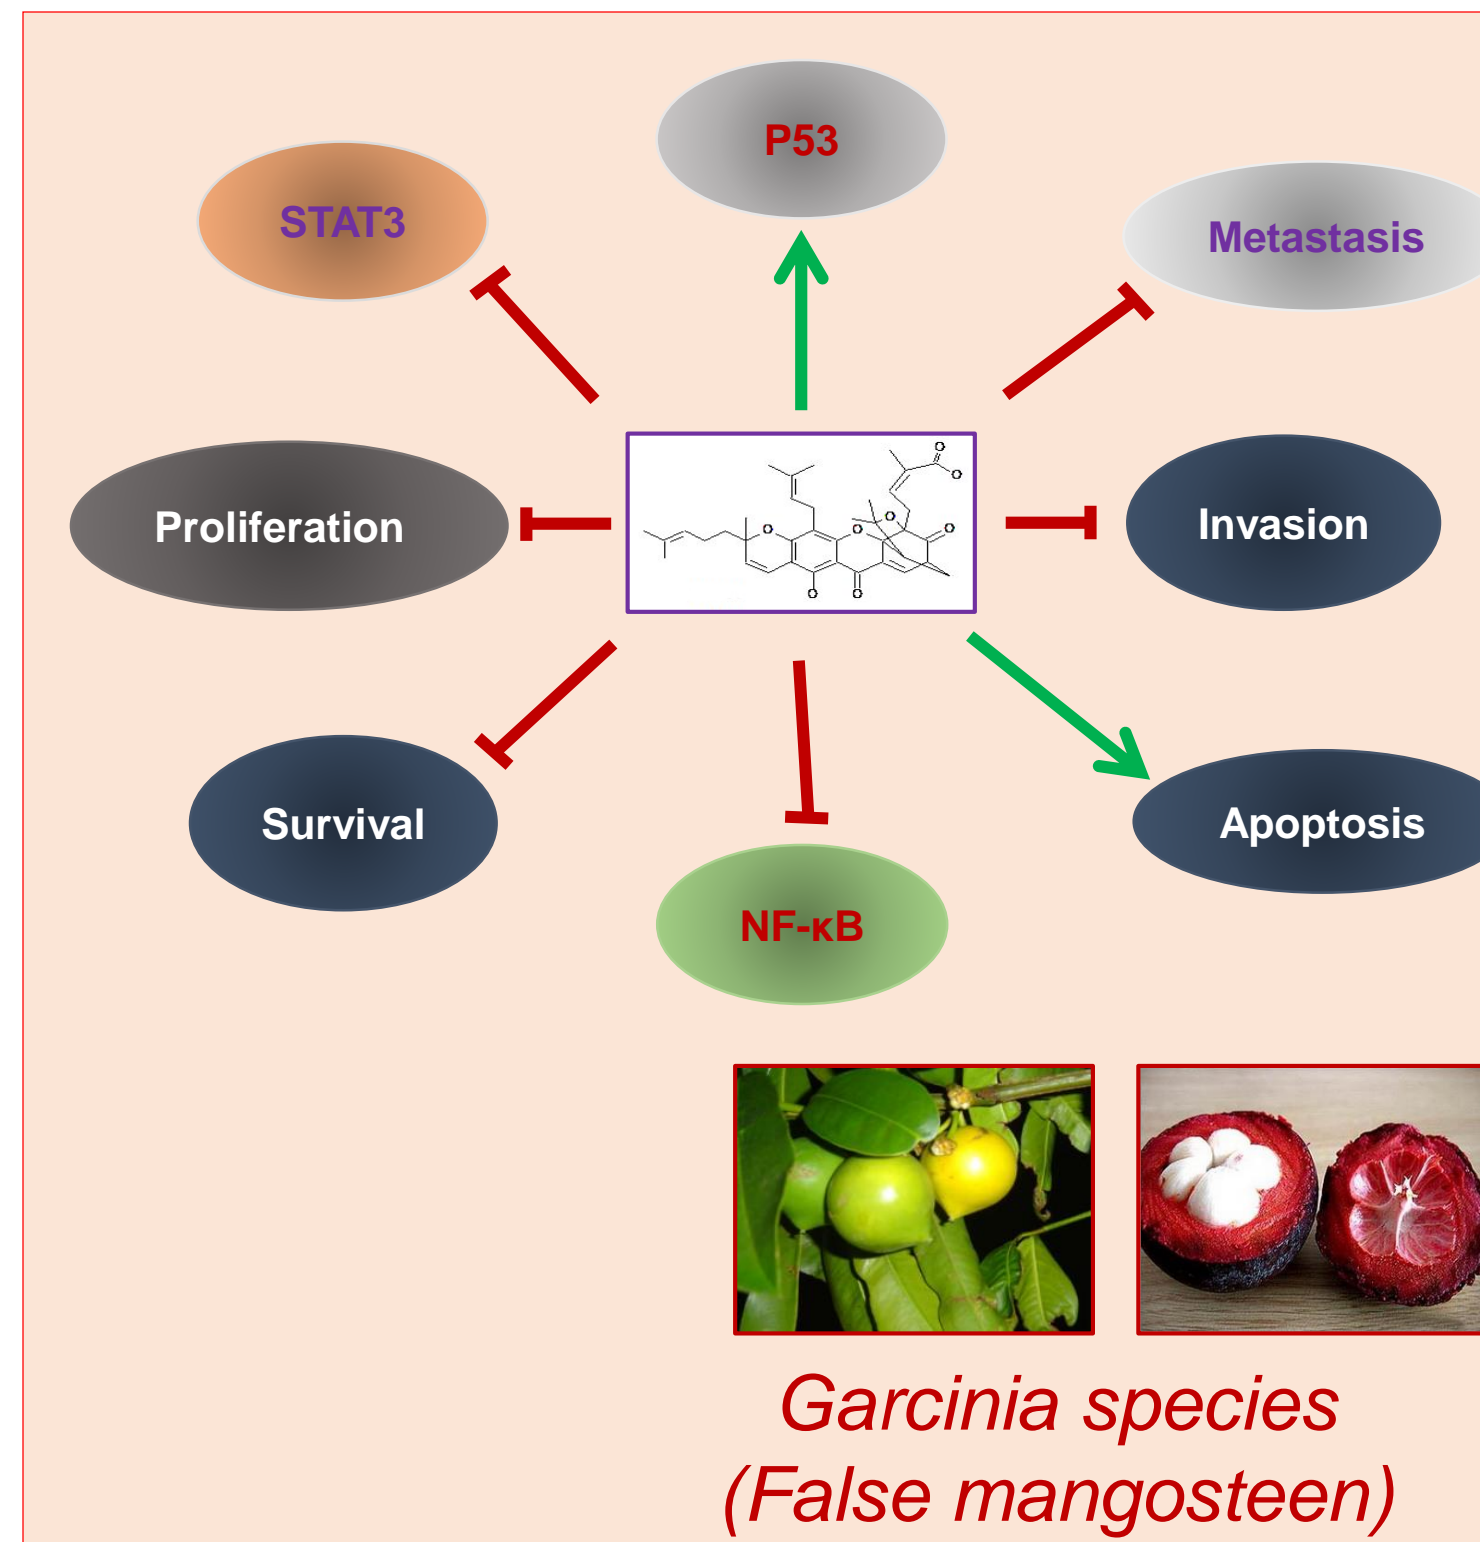 P53
STAT3
Metastasis
O
O
O
O
O
O
O
O
Proliferation
Invasion
Survival
Apoptosis
NF-κB
Garcinia species
(False mangosteen)